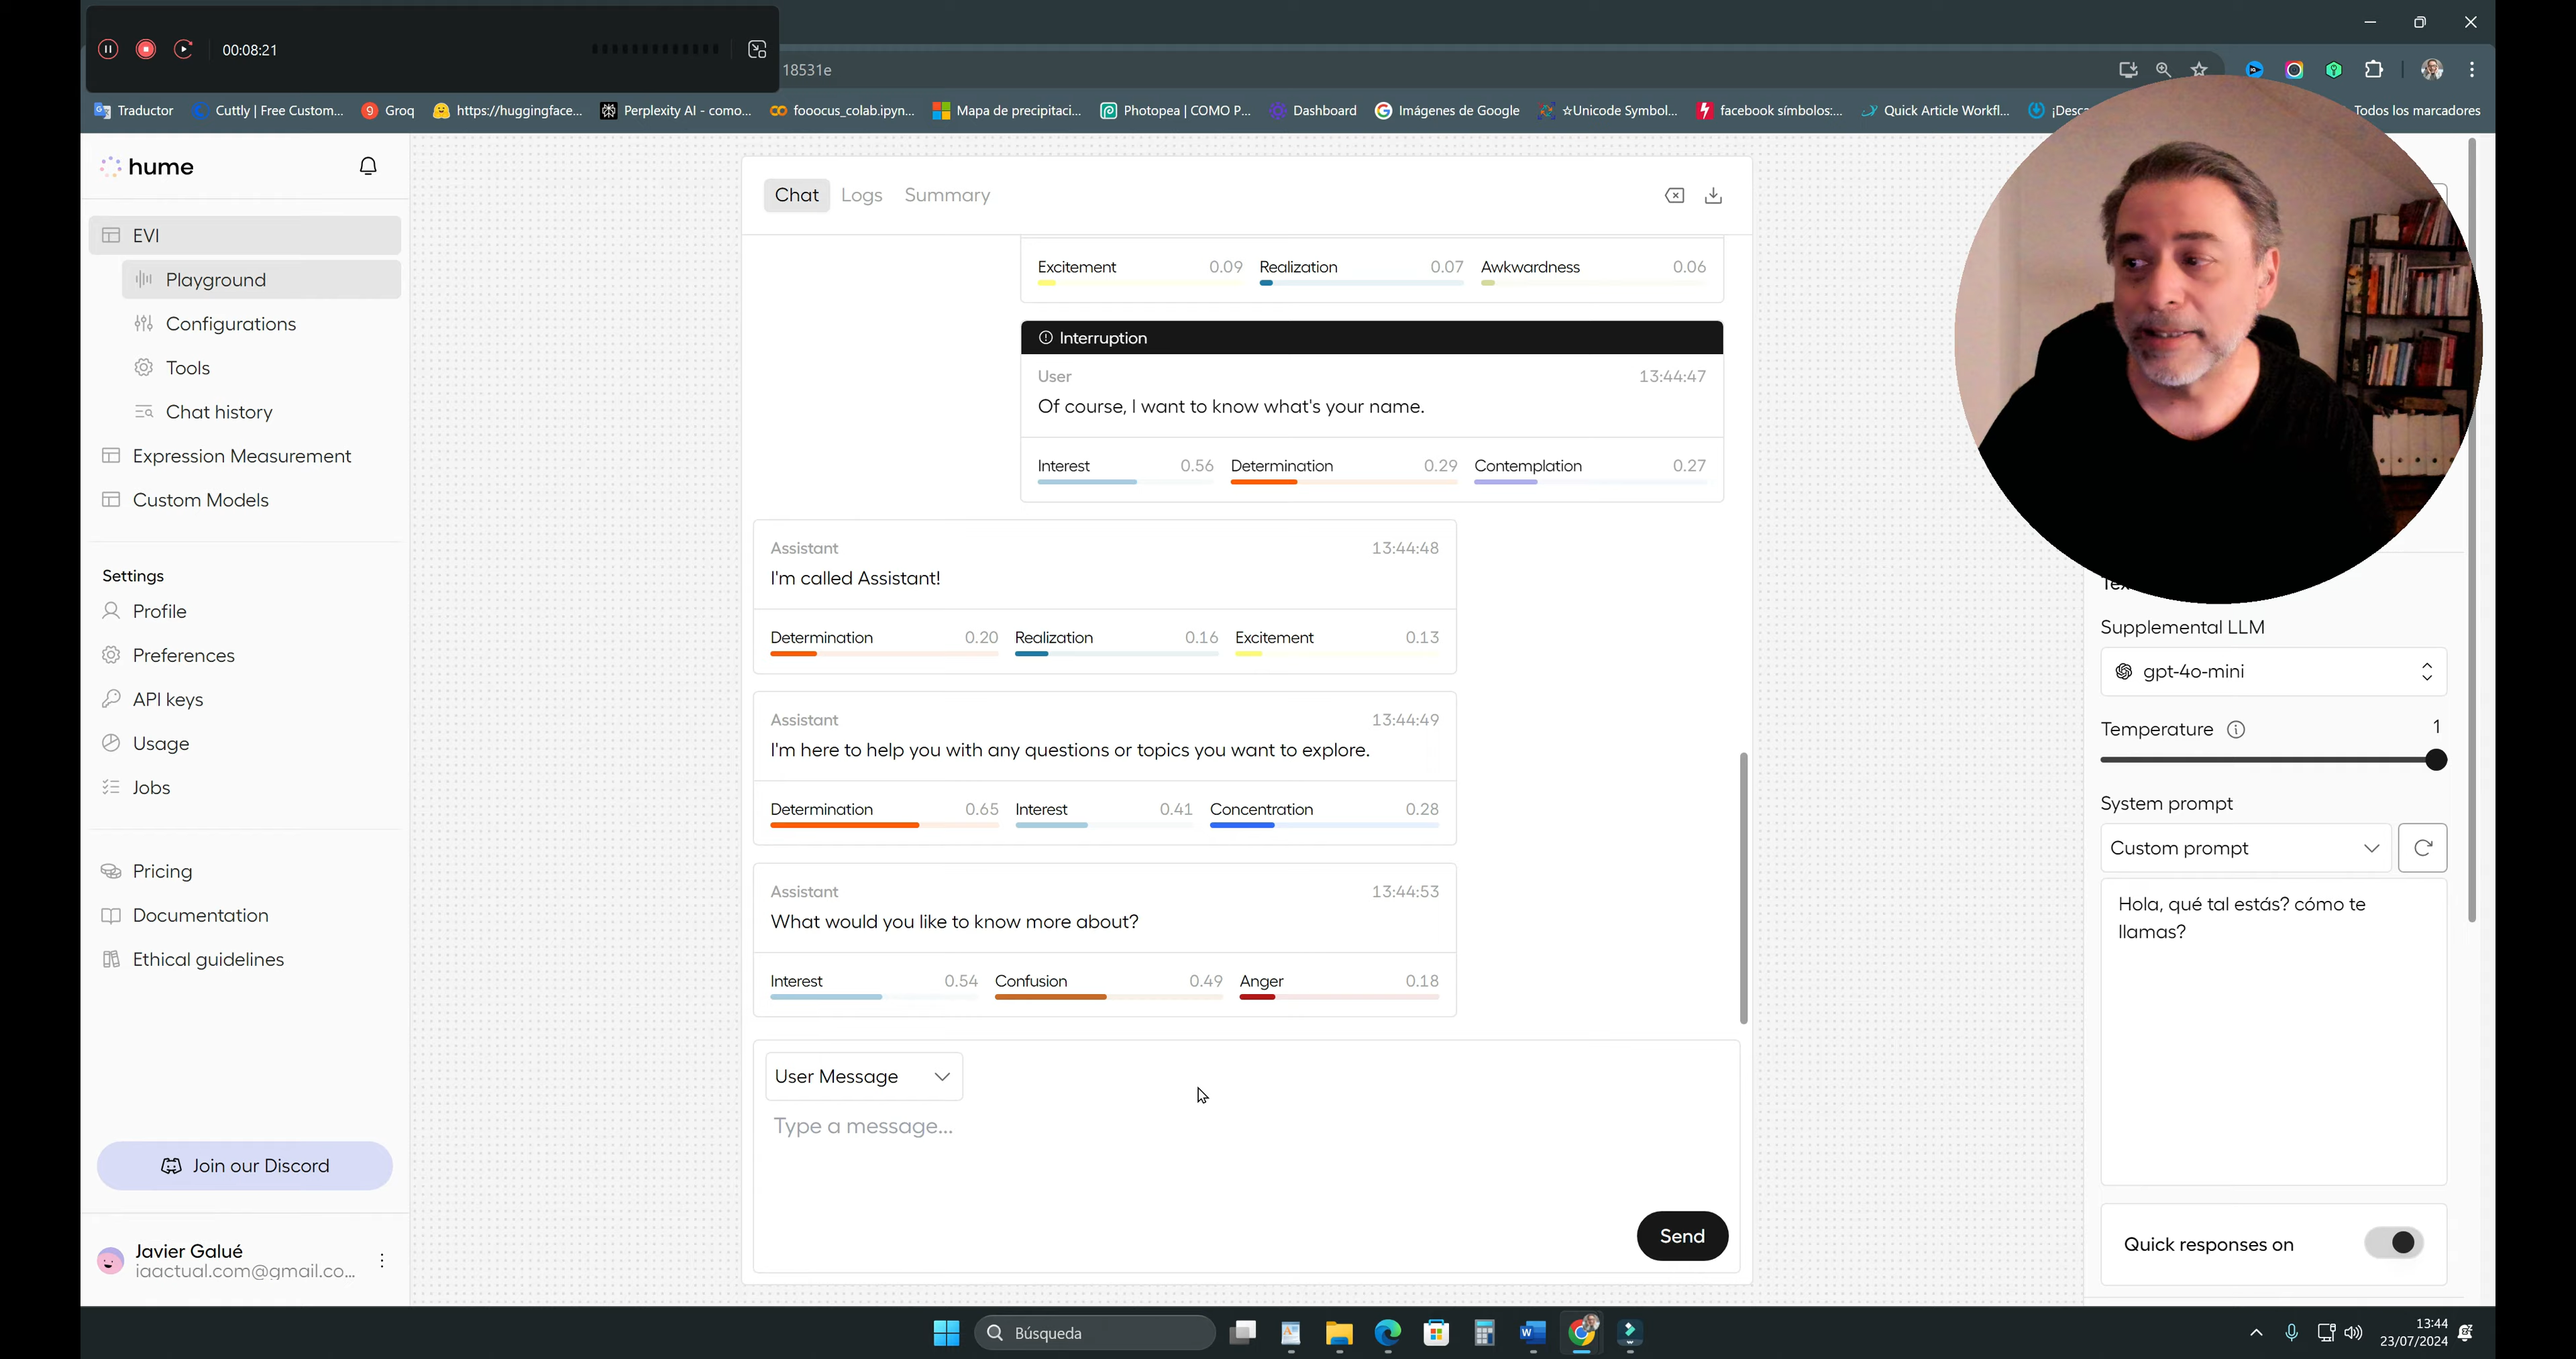 00:08:21
18531e
Traductor
Cuttly | Free Custom...
Groq
https://huggingface...
Perplexity AI - como...
fooocus_colab.ipyn...
Mapa de precipitaci...
Photopea | COMO P...
Dashboard
Imágenes de Google
☆Unicode Symbol...
facebook símbolos:...
Quick Article Workfl...
Todos los marcadores
hume
EVI
Playground
Configurations
Tools
Chat history
Expression Measurement
Custom Models
Settings
Profile
Preferences
API keys
Usage
Jobs
Pricing
Documentation
Ethical guidelines
Join our Discord
Javier Galué
iaactual.com@gmail.co...
Chat Logs Summary
Excitement 0.09 Realization 0.07 Awkwardness 0.06
Interruption
User 13:44:47
Of course, I want to know what's your name.
Interest 0.56 Determination 0.29 Contemplation 0.27
Assistant 13:44:48
I'm called Assistant!
Determination 0.20 Realization 0.16 Excitement 0.13
Assistant 13:44:49
I'm here to help you with any questions or topics you want to explore.
Determination 0.65 Interest 0.41 Concentration 0.28
Assistant 13:44:53
What would you like to know more about?
Interest 0.54 Confusion 0.49 Anger 0.18
User Message
Type a message...
Send
Supplemental LLM
gpt-4o-mini
Temperature 1
System prompt
Custom prompt
Hola, qué tal estás? cómo te
llamas?
Quick responses on
Búsqueda
13:44
23/07/2024